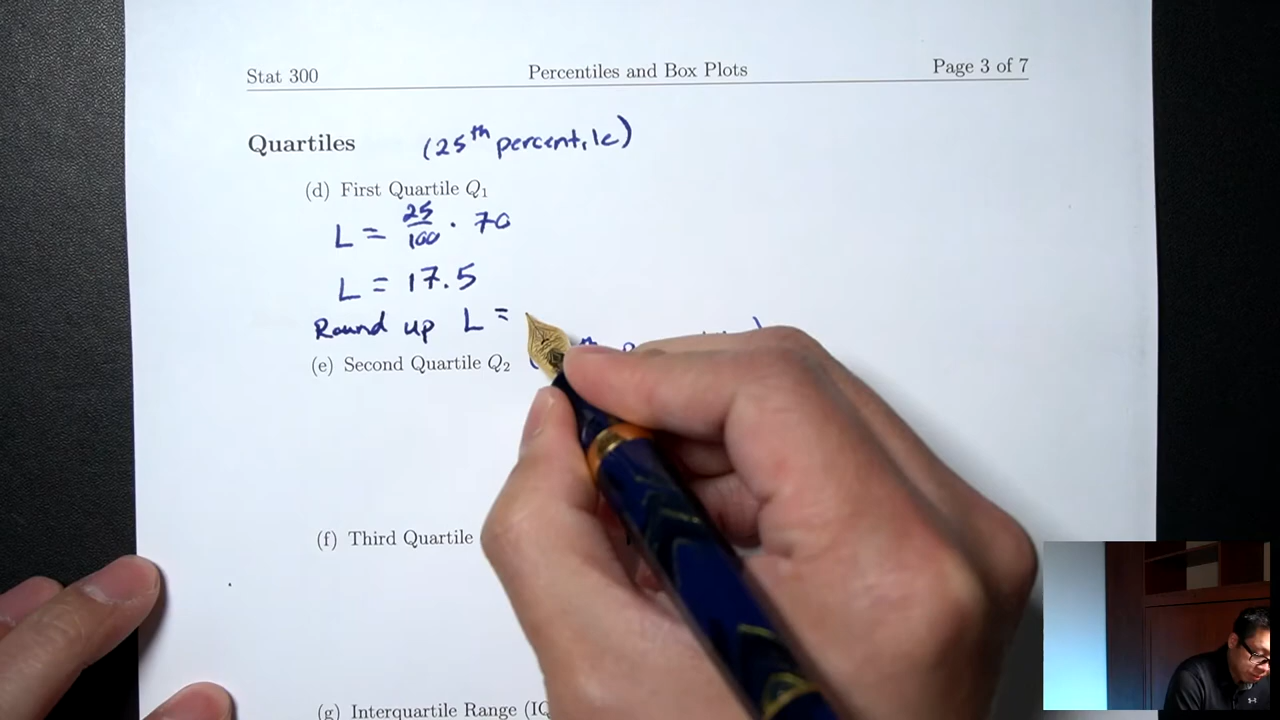 Stat 300 Percentiles and Box Plots Page 3 of 7
Quartiles (25th percentile)
(d) First Quartile Q1
L = 25/100 · 70
L = 17.5
Round up L =
(e) Second Quartile Q2
(f) Third Quartile
(g) Interquartile Range